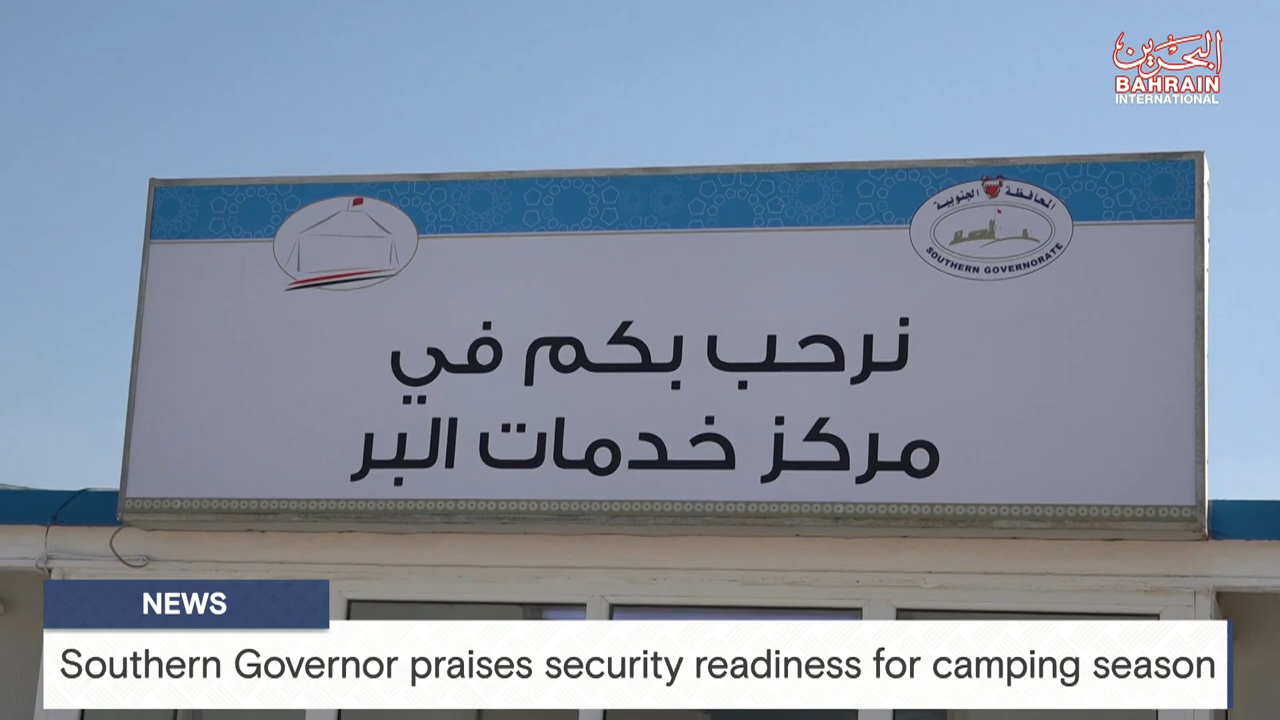 البحرين
BAHRAIN
INTERNATIONAL
المحافظة الجنوبية
SOUTHERN GOVERNORATE
نرحب بكم في
مركز خدمات البر
NEWS
Southern Governor praises security readiness for camping season